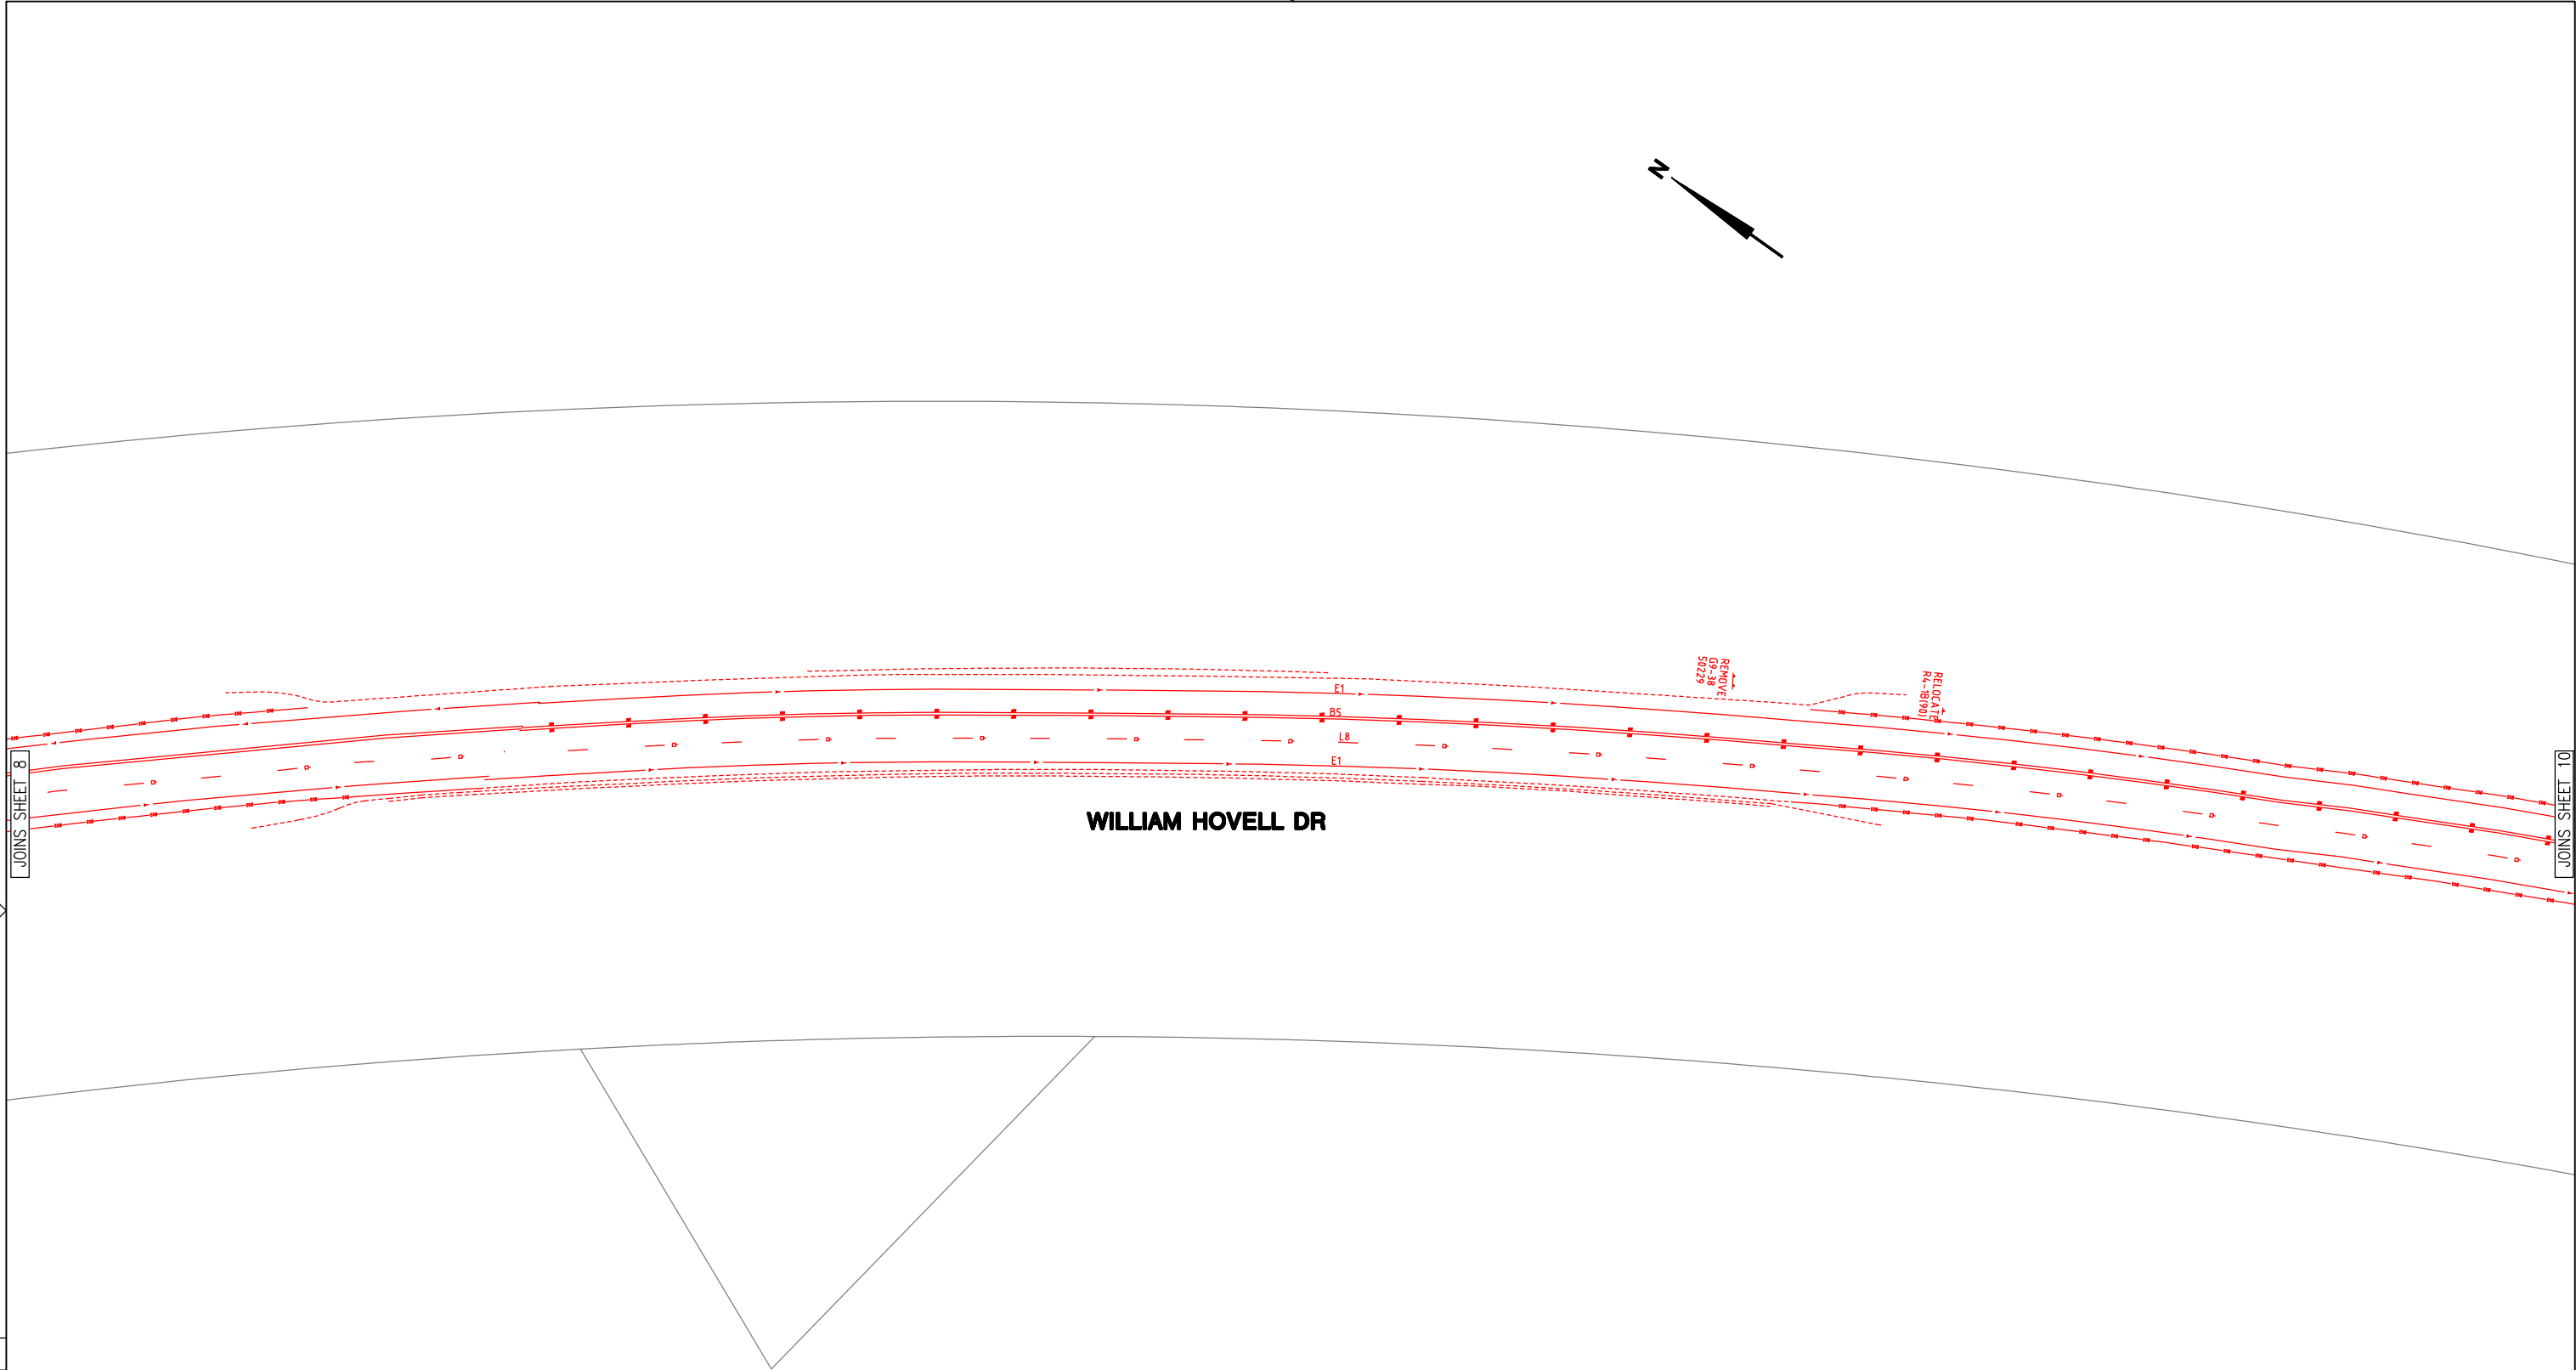 N
REMOVE
G9-38
S0229
RELOCATE
R4-1B(90)
E1
B5
L8
E1
JOINS SHEET 8
JOINS SHEET 10
WILLIAM HOVELL DR